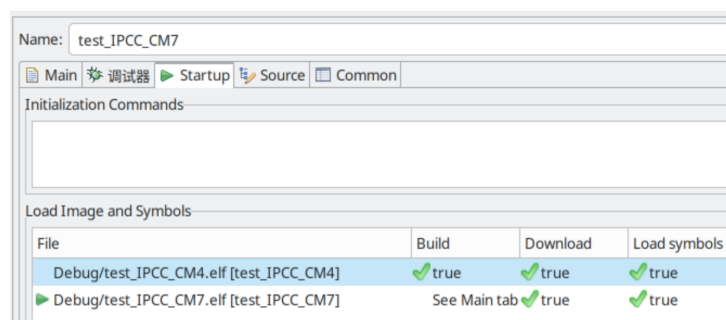 Name: test_IPCC_CM7
Main 调试器 Startup Source Common
Initialization Commands
Load Image and Symbols
File Build Download Load symbols
Debug/test_IPCC_CM4.elf [test_IPCC_CM4] true true true
Debug/test_IPCC_CM7.elf [test_IPCC_CM7] See Main tab true true